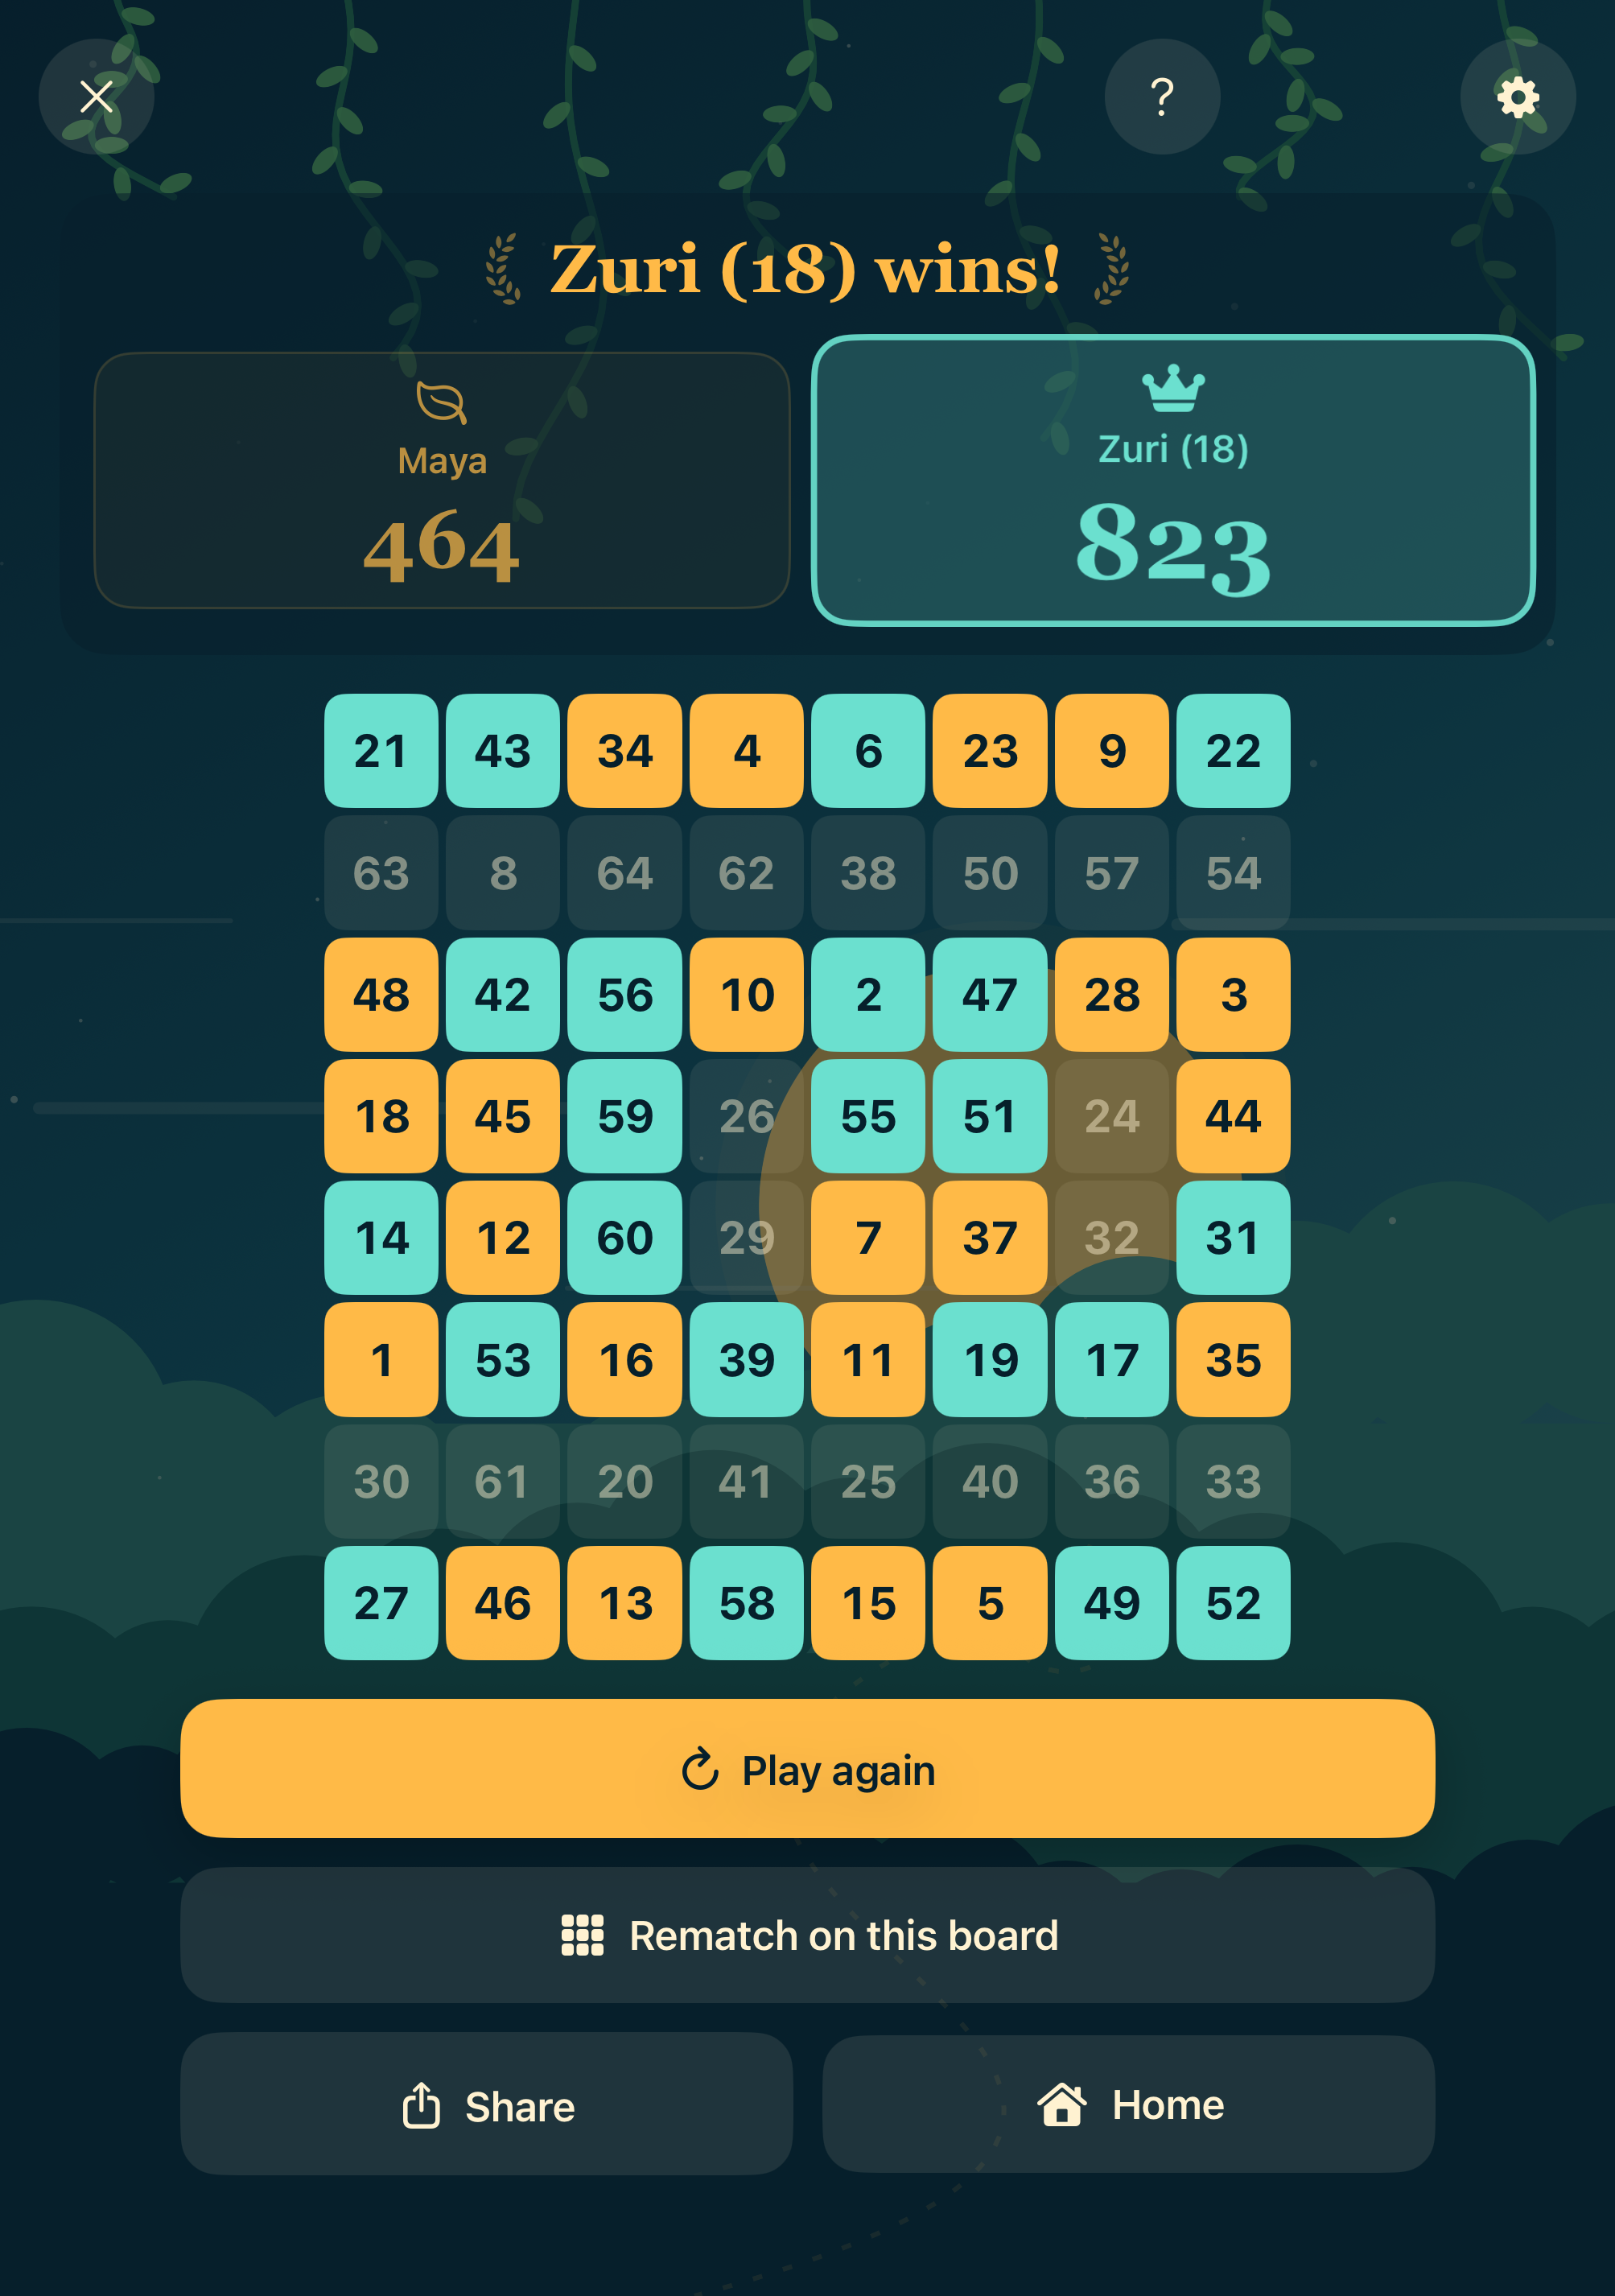 ?
Zuri (18) wins!
Maya
464
Zuri (18)
823
21 43 34 4 6 23 9 22
63 8 64 62 38 50 57 54
48 42 56 10 2 47 28 3
18 45 59 26 55 51 24 44
14 12 60 29 7 37 32 31
1 53 16 39 11 19 17 35
30 61 20 41 25 40 36 33
27 46 13 58 15 5 49 52
Play again
Rematch on this board
Share
Home